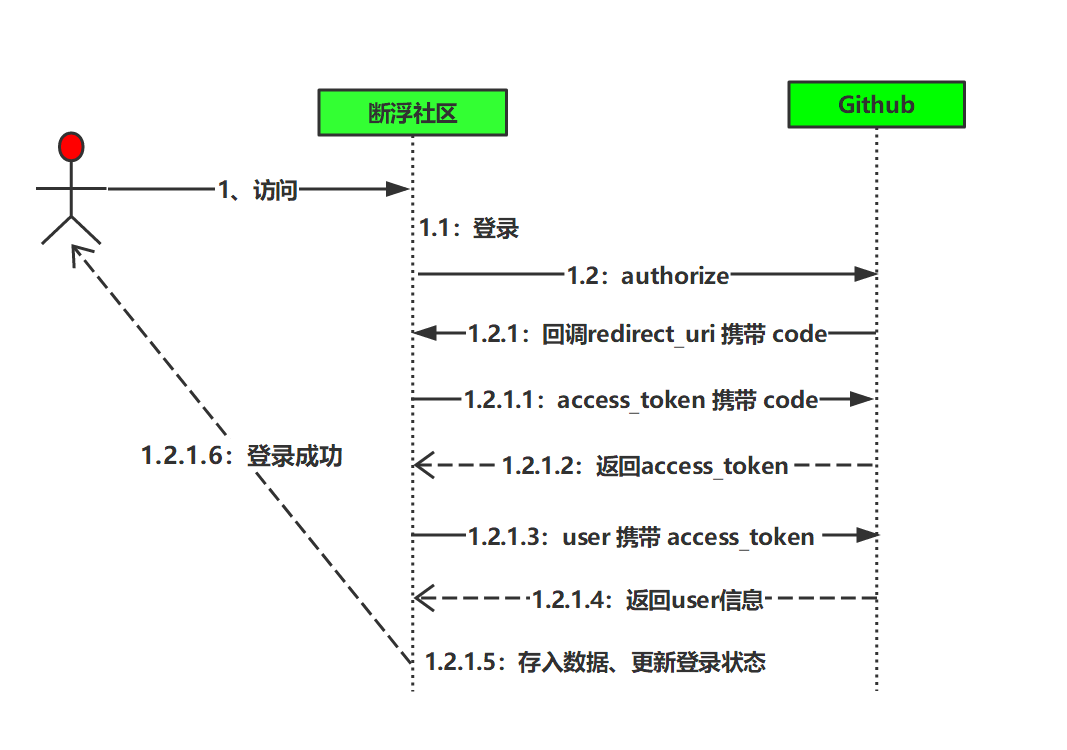 断浮社区
Github
1、访问
1.1：登录
1.2：authorize
1.2.1：回调redirect_uri 携带 code
1.2.1.1：access_token 携带 code
1.2.1.6：登录成功
1.2.1.2：返回access_token
1.2.1.3：user 携带 access_token
1.2.1.4：返回user信息
1.2.1.5：存入数据、更新登录状态